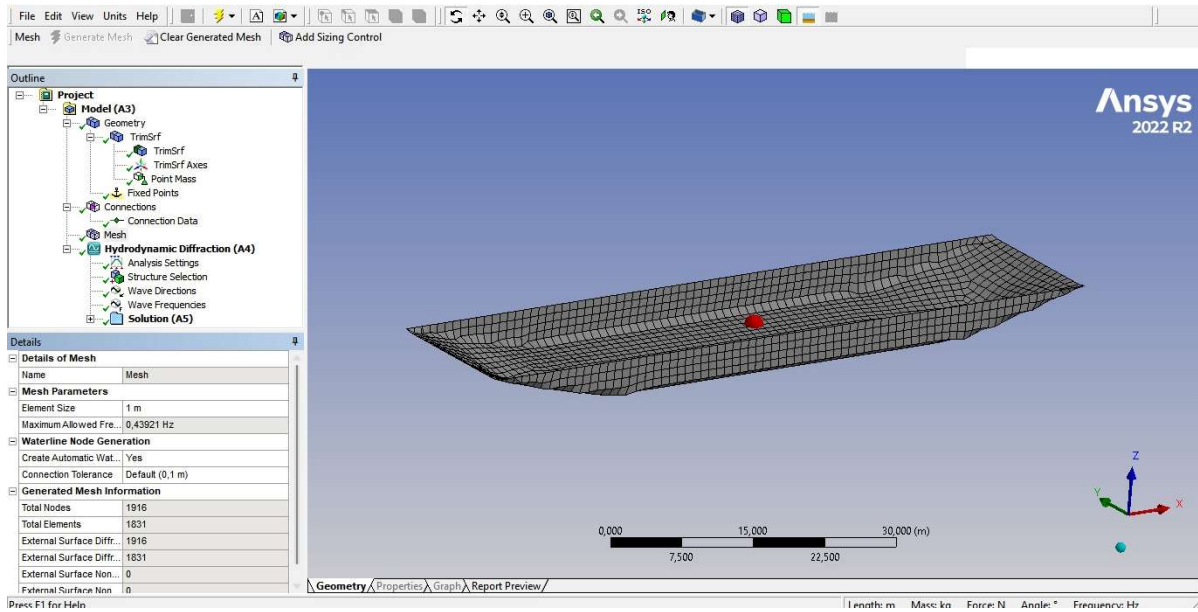 File Edit View Units Help
Mesh Generate Mesh Clear Generated Mesh Add Sizing Control
Outline
Project
Model (A3)
Geometry
TrimSrf
TrimSrf
TrimSrf Axes
Point Mass
Fixed Points
Connections
Connection Data
Mesh
Hydrodynamic Diffraction (A4)
Analysis Settings
Structure Selection
Wave Directions
Wave Frequencies
Solution (A5)
Details
Details of Mesh
Name Mesh
Mesh Parameters
Element Size 1 m
Maximum Allowed Fre... 0,43921 Hz
Waterline Node Generation
Create Automatic Wat... Yes
Connection Tolerance Default (0,1 m)
Generated Mesh Information
Total Nodes 1916
Total Elements 1831
External Surface Diffr... 1916
External Surface Diffr... 1831
External Surface Non... 0
External Surface Non... 0
Ansys
2022 R2
Z
Y
X
0,000 15,000 30,000 (m)
7,500 22,500
Geometry Properties Graph Report Preview
Press F1 for Help
Length: m Mass: kg Force: N Angle: ° Frequency: Hz